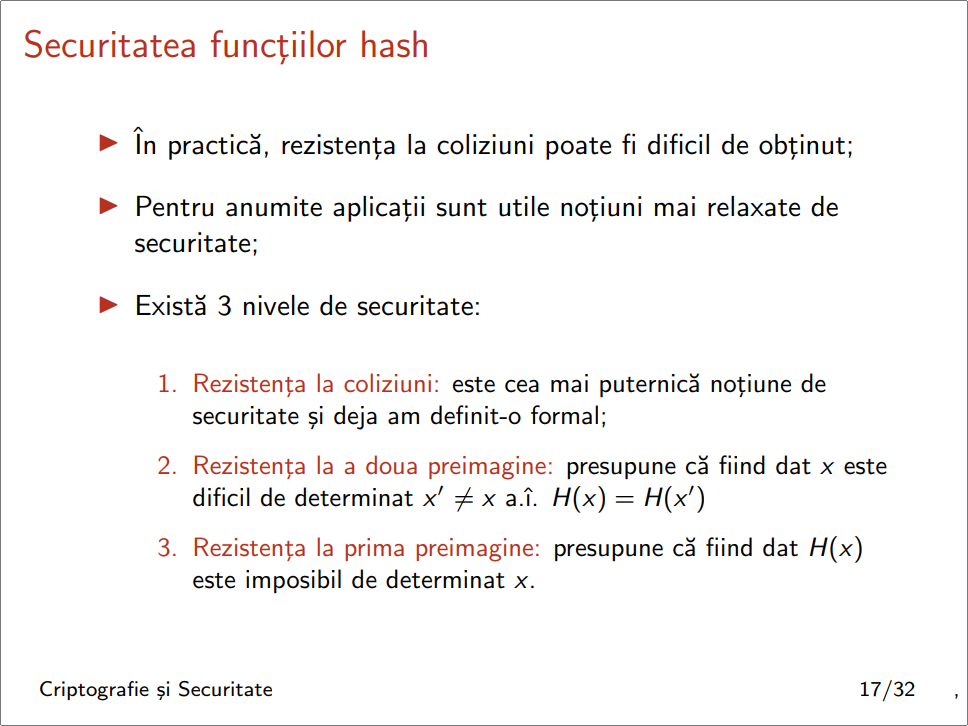 Securitatea funcțiilor hash
► În practică, rezistența la coliziuni poate fi dificil de obținut;
► Pentru anumite aplicații sunt utile noțiuni mai relaxate de
securitate;
► Există 3 nivele de securitate:
1. Rezistența la coliziuni: este cea mai puternică noțiune de
securitate și deja am definit-o formal;
2. Rezistența la a doua preimagine: presupune că fiind dat x este
dificil de determinat x′ ≠ x a.î. H(x) = H(x′)
3. Rezistența la prima preimagine: presupune că fiind dat H(x)
este imposibil de determinat x.
Criptografie și Securitate 17/32 ,